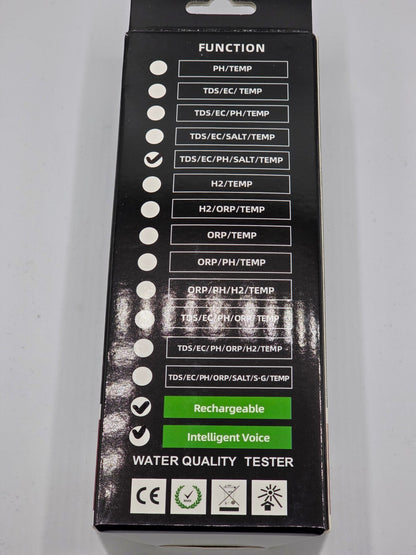 FUNCTION
PH/TEMP
TDS/EC/ TEMP
TDS/EC/PH/TEMP
TDS/EC/SALT/TEMP
TDS/EC/PH/SALT/TEMP
H2/TEMP
H2/ORP/TEMP
ORP/TEMP
ORP/PH/TEMP
ORP/PH/H2/TEMP
TDS/EC/PH/ORP/TEMP
TDS/EC/PH/ORP/H2/TEMP
TDS/EC/PH/ORP/SALT/S-G/TEMP
Rechargeable
Intelligent Voice
WATER QUALITY TESTER
CE